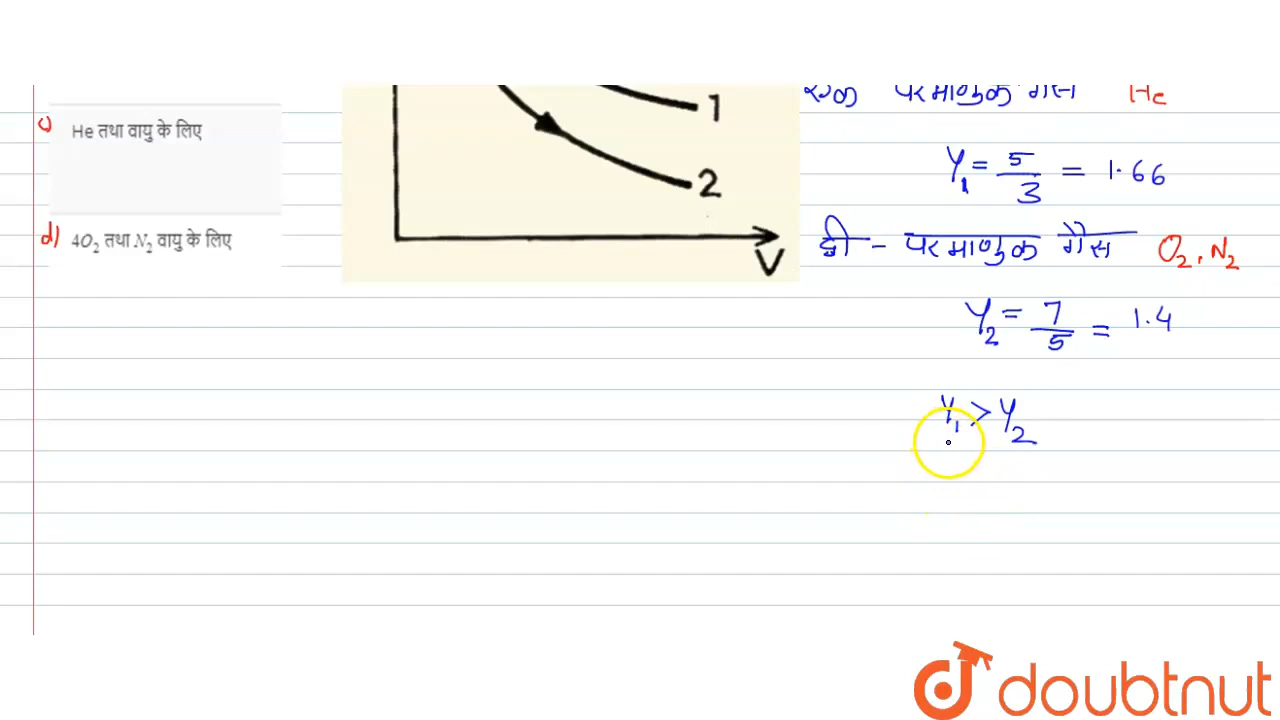 c)
He तथा वायु के लिए
d)
4O₂ तथा N₂ वायु के लिए
1
2
V
एक परमाणुक गैस He
γ₁ = 5/3 = 1.66
द्वी - परमाणुक गैस O₂, N₂
γ₂ = 7/5 = 1.4
γ₁ > γ₂
doubtnut